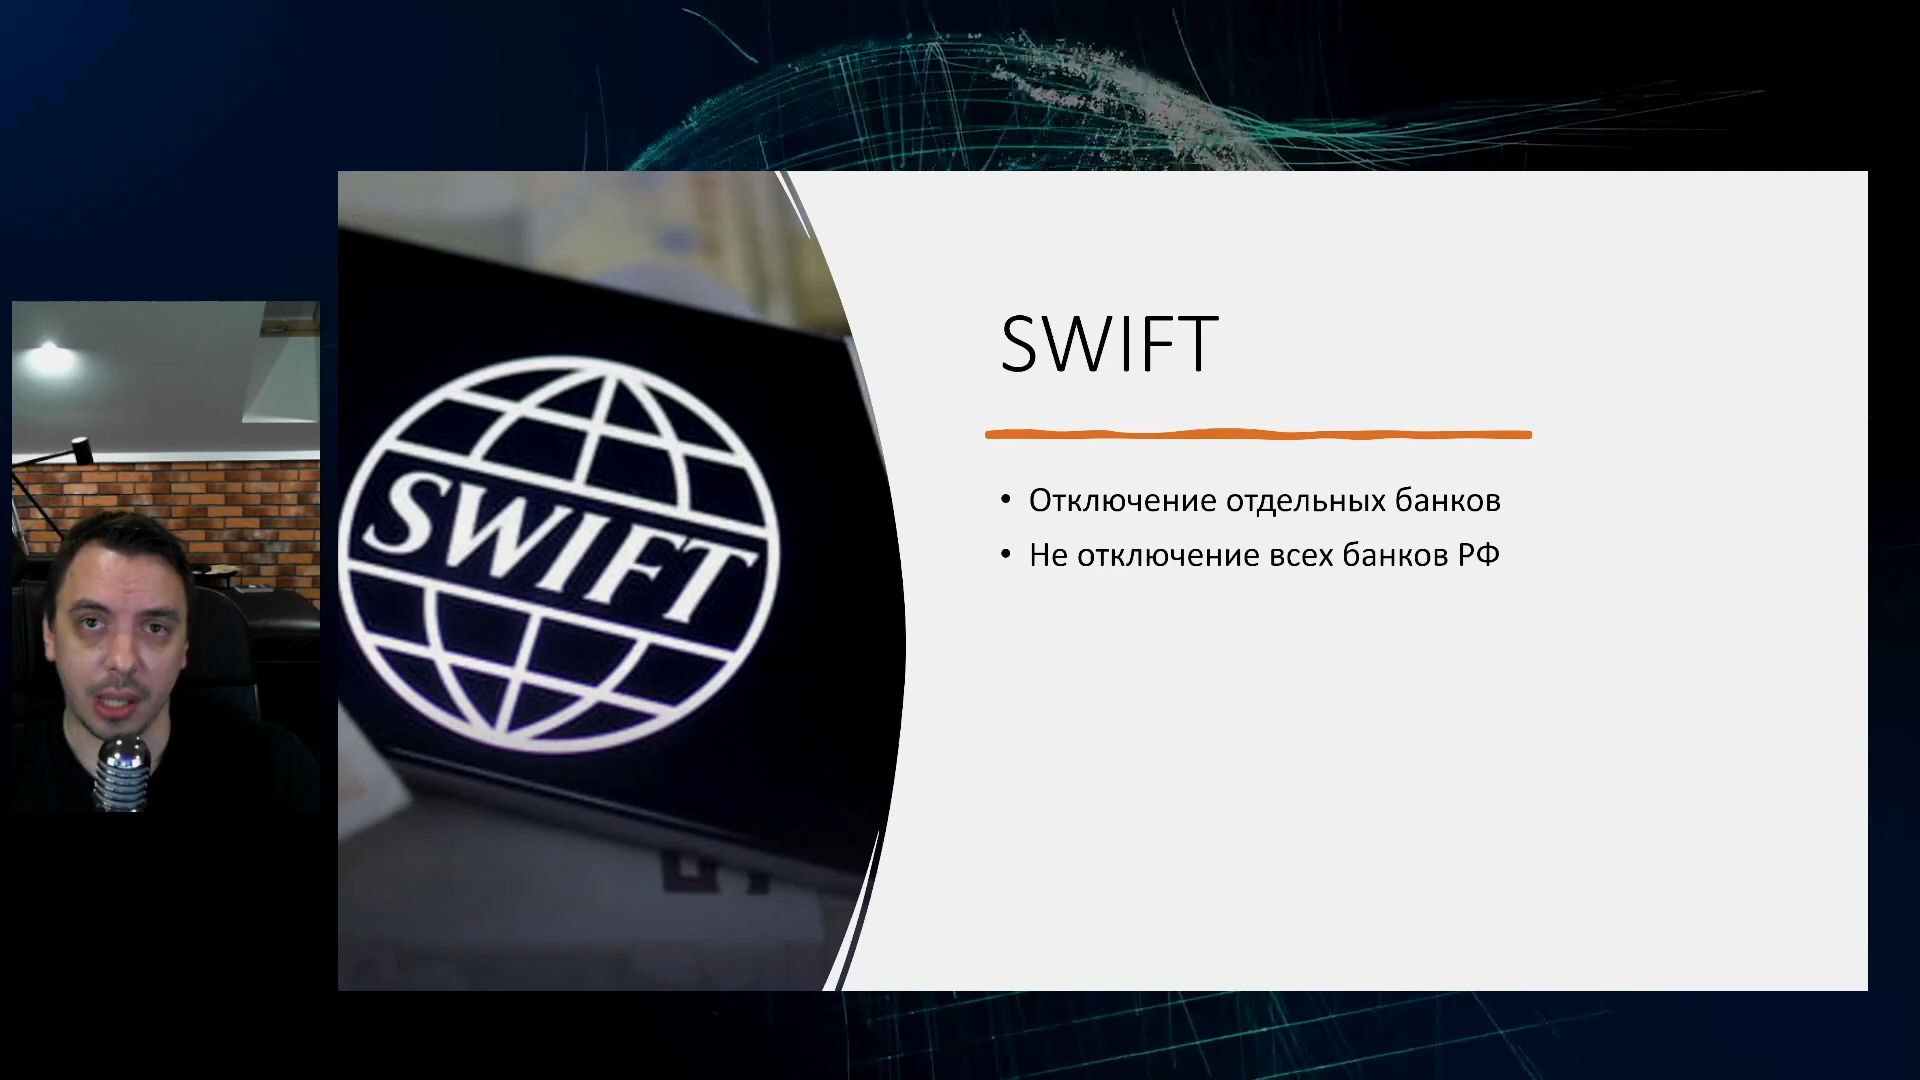 SWIFT
SWIFT
• Отключение отдельных банков
• Не отключение всех банков РФ